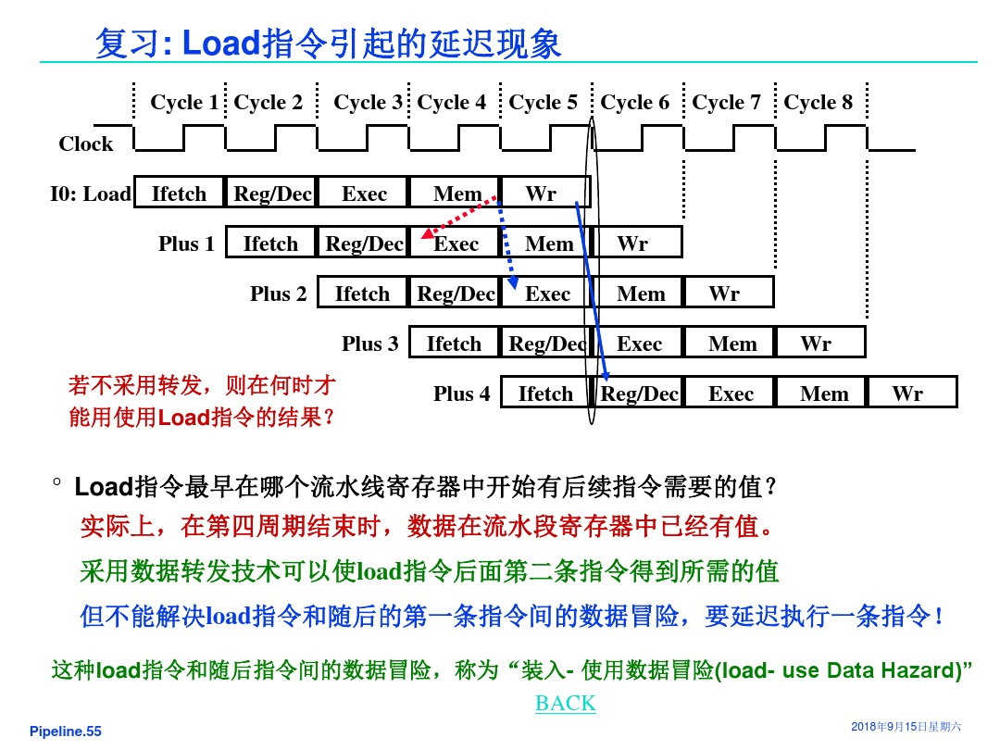 复习: Load指令引起的延迟现象
Cycle 1 Cycle 2 Cycle 3 Cycle 4 Cycle 5 Cycle 6 Cycle 7 Cycle 8
Clock
I0: Load Ifetch Reg/Dec Exec Mem Wr
Plus 1 Ifetch Reg/Dec Exec Mem Wr
Plus 2 Ifetch Reg/Dec Exec Mem Wr
Plus 3 Ifetch Reg/Dec Exec Mem Wr
Plus 4 Ifetch Reg/Dec Exec Mem Wr
若不采用转发，则在何时才
能用使用Load指令的结果？
° Load指令最早在哪个流水线寄存器中开始有后续指令需要的值？
实际上，在第四周期结束时，数据在流水段寄存器中已经有值。
采用数据转发技术可以使load指令后面第二条指令得到所需的值
但不能解决load指令和随后的第一条指令间的数据冒险，要延迟执行一条指令！
这种load指令和随后指令间的数据冒险，称为“装入- 使用数据冒险(load- use Data Hazard)”
BACK
Pipeline.55
2018年9月15日星期六